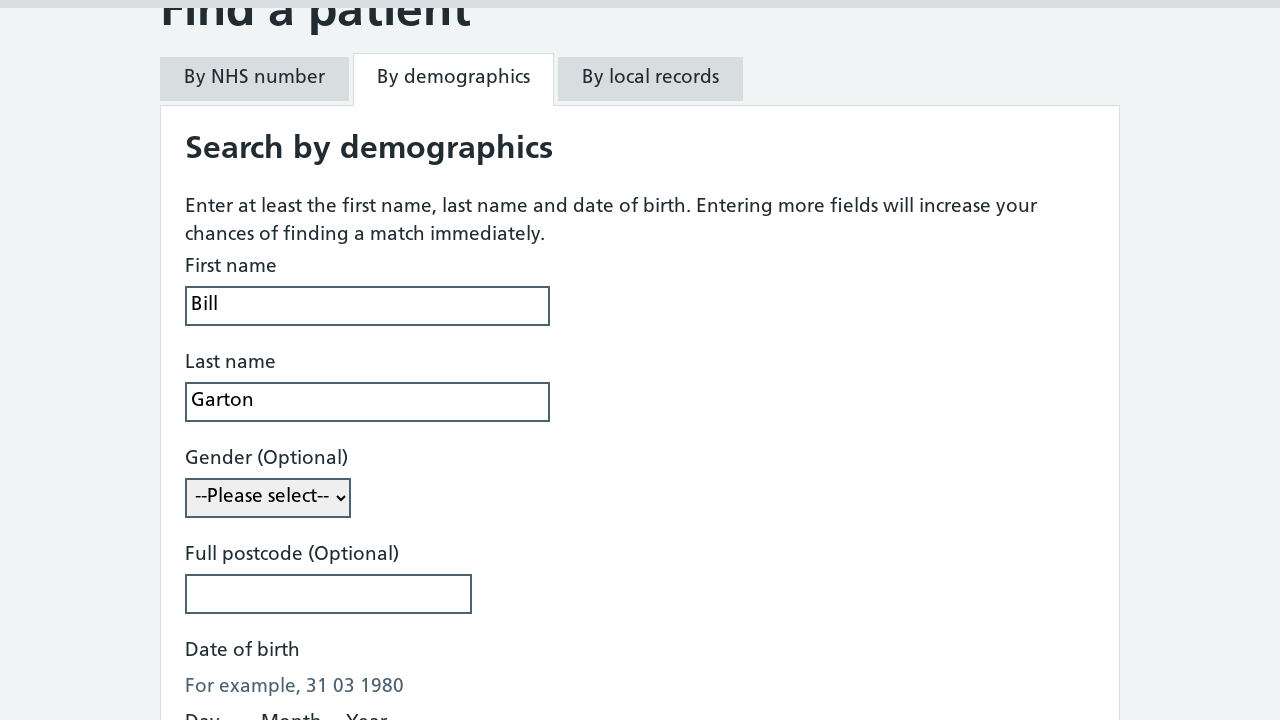 Find a patient
By NHS number
By demographics
By local records
Search by demographics
Enter at least the first name, last name and date of birth. Entering more fields will increase your
chances of finding a match immediately.
First name
Bill
Last name
Garton
Gender (Optional)
--Please select--
Full postcode (Optional)
Date of birth
For example, 31 03 1980
Day Month Year